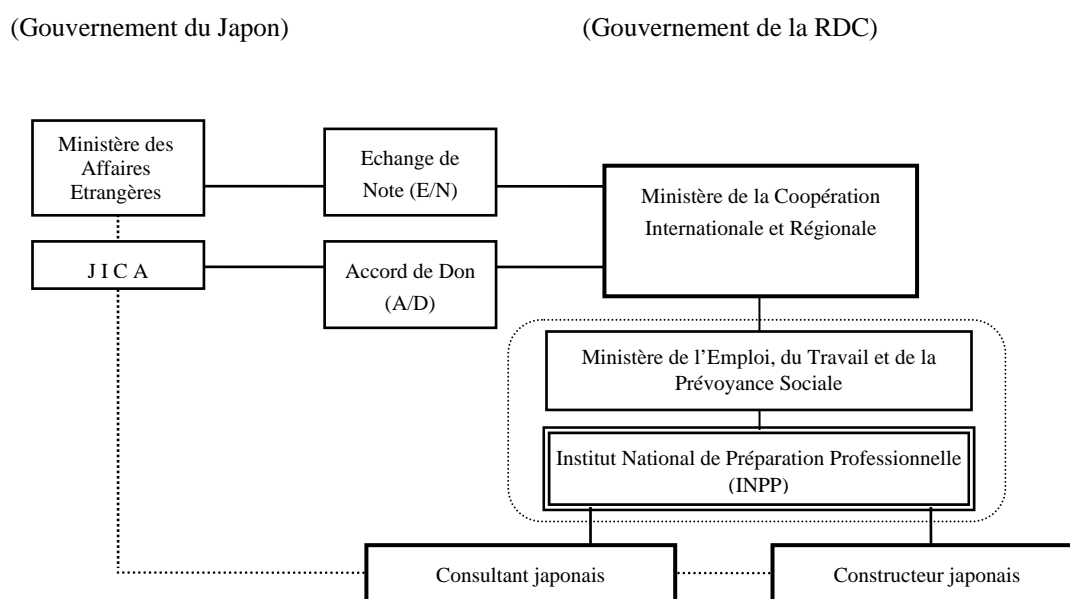 (Gouvernement du Japon)
(Gouvernement de la RDC)
Ministère des
Affaires
Etrangères
Echange de
Note (E/N)
Ministère de la Coopération
Internationale et Régionale
J I C A
Accord de Don
(A/D)
Ministère de l’Emploi, du Travail et de la
Prévoyance Sociale
Institut National de Préparation Professionnelle
(INPP)
Consultant japonais
Constructeur japonais